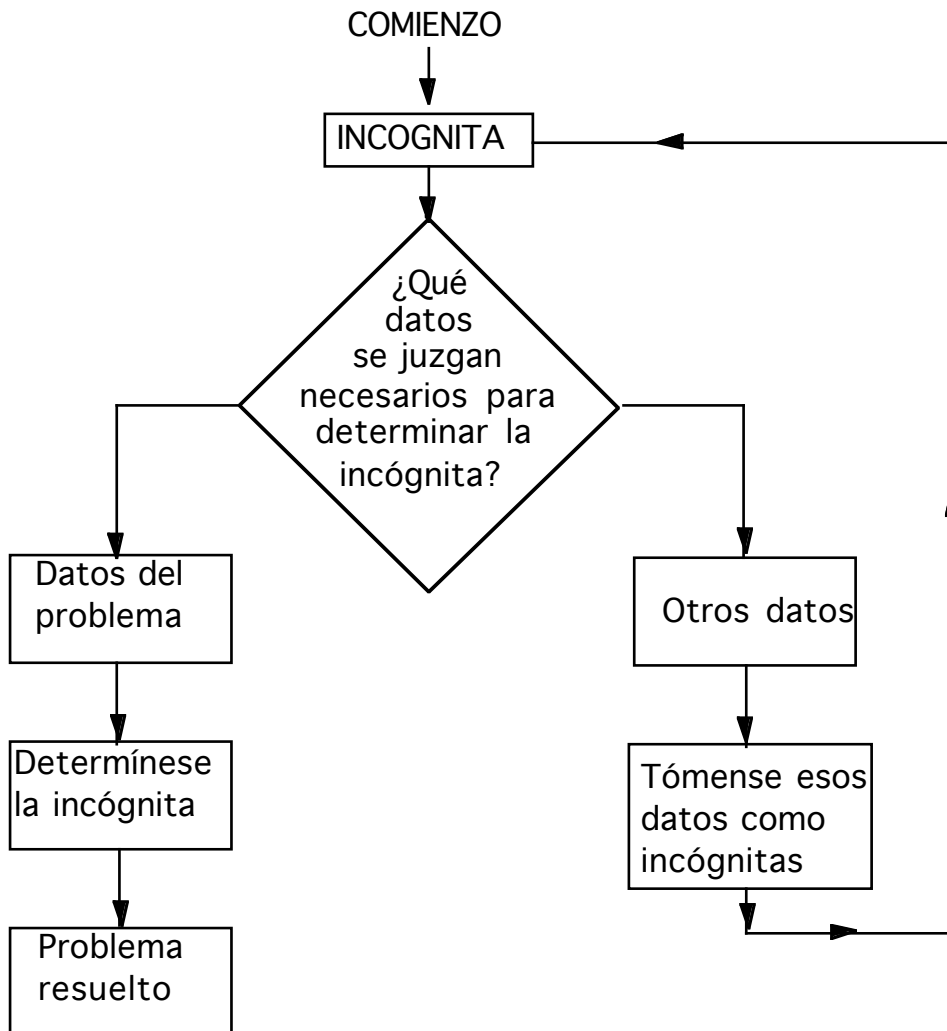 COMIENZO
INCOGNITA
¿Qué
datos
se juzgan
necesarios para
determinar la
incógnita?
Datos del
problema
Determínese
la incógnita
Problema
resuelto
Otros datos
Tómense esos
datos como
incógnitas